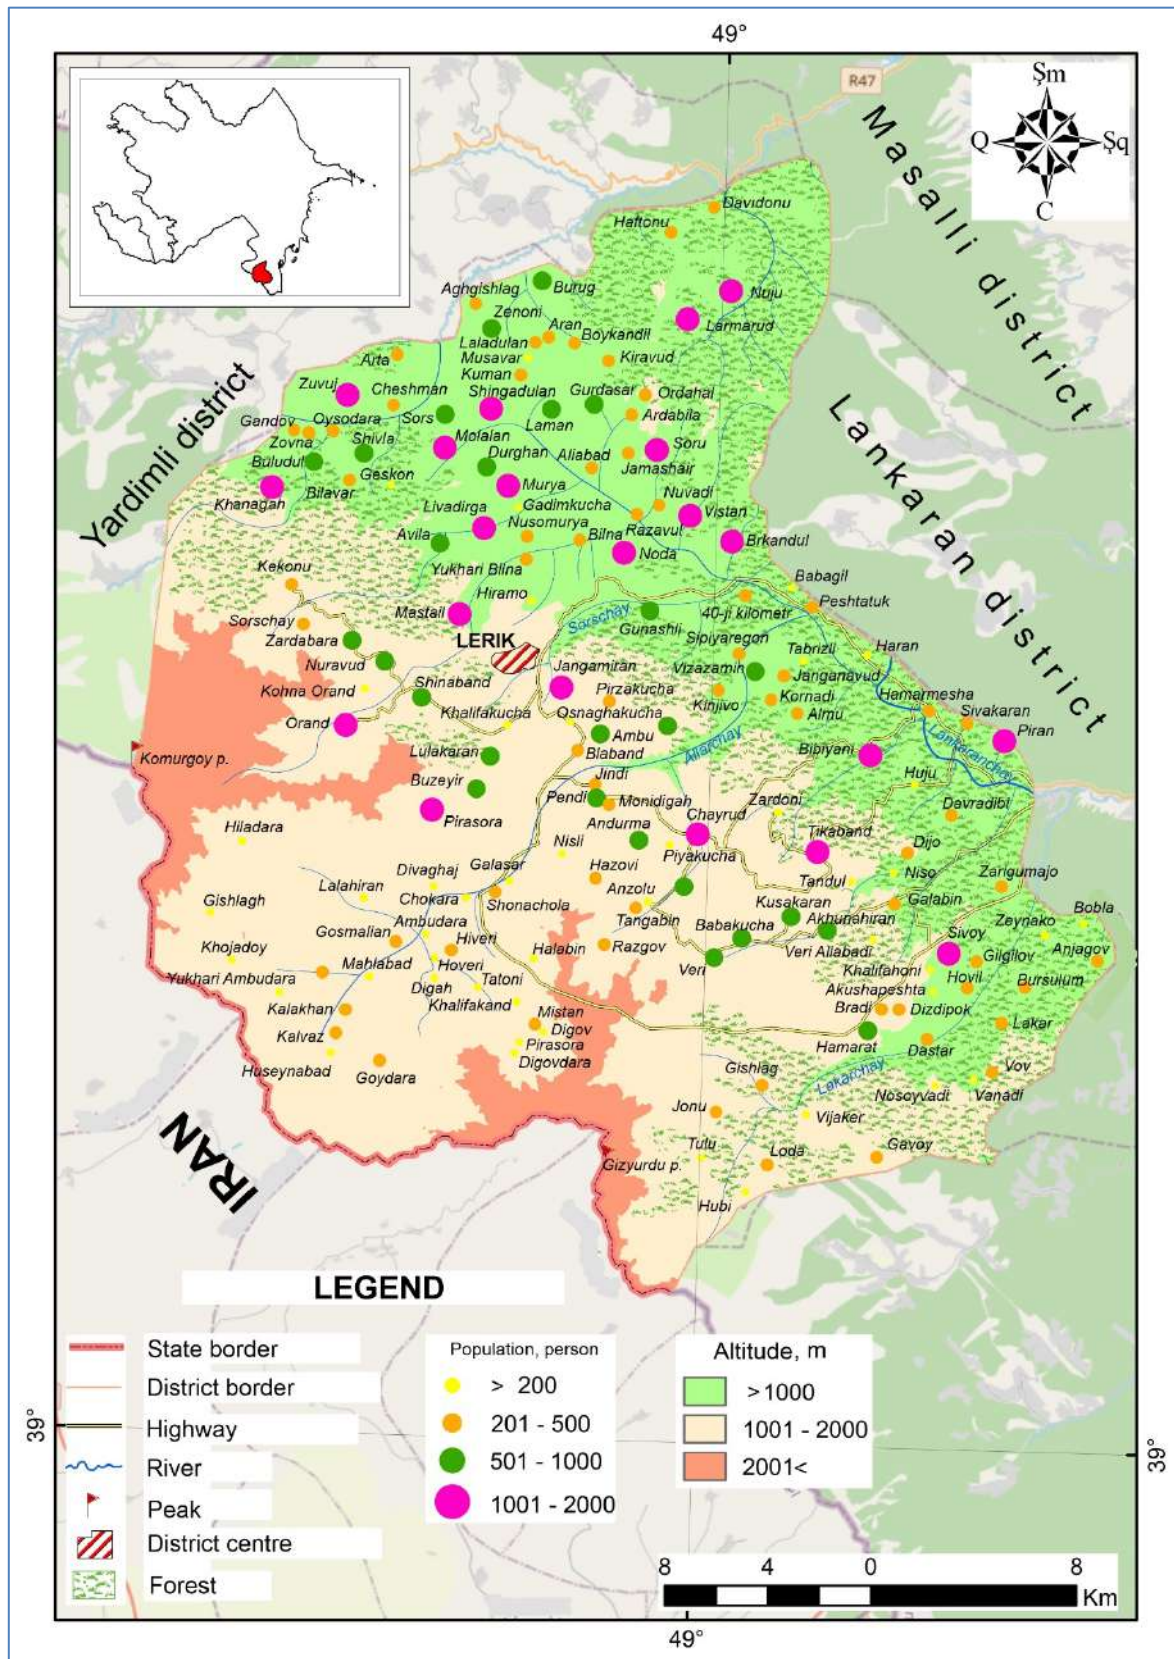 49°
R47
Şm
Q
Şq
C
Masalli district
Lankaran district
Yardimli district
IRAN
Davidonu
Haftonu
Nuju
Larmarud
Burug
Aghgishlag
Zenoni
Aran
Boykandil
Laladulan
Musavar
Kiravud
Arta
Kuman
Zuvuj
Cheshman
Shingadulan
Gurdasar
Ordahal
Sors
Laman
Ardabila
Gandov
Oysodara
Zovna
Shivla
Molalan
Durghan
Aliabad
Soru
Jamashair
Buludul
Geskon
Bilavar
Murya
Khanagah
Livadirga
Gadimkucha
Nuvadi
Vistan
Razavul
Nusomurya
Avila
Bilna
Noda
Brkandul
Yukhari Bilna
Kekonu
Hiramo
Babagil
Mastail
Sorschay
40-ji kilometr
Peshtatuk
Sorschay
Gunashli
Zardabara
LERIK
Sipiyaregon
Tabrizli
Haran
Nuravud
Jangamiran
Vizazamin
Janganavud
Kohna Orand
Shinaband
Pirzakucha
Kinjivo
Kornadi
Hamarmesha
Sivakaran
Orand
Khalifakucha
Osnaghakucha
Almu
Piran
Ambu
Allarchay
Bibiyani
Lankaranchay
Komurgoy p.
Lulakaran
Blaband
Huju
Buzeyir
Jindi
Pendi
Monidigah
Zardoni
Davradibi
Pirasora
Andurma
Chayrud
Tikaband
Hiladara
Nisli
Piyakucha
Dijo
Divaghaj
Galasar
Hazovi
Tandul
Niso
Zarigumajo
Lalahiran
Chokara
Anzolu
Gishlagh
Shonachola
Kusakaran
Galabin
Tangabin
Akhunahiran
Zeynako
Bobla
Ambudara
Babakucha
Gosmalian
Hiveri
Sivoy
Khojadoy
Halabin
Razgov
Veri Aliabadi
Gilgilov
Anjagov
Mahlabad
Hoveri
Veri
Khalifahoni
Yukhari Ambudara
Digah
Tatoni
Akushapeshta
Hovil
Bursulum
Kalakhan
Khalifakand
Mistan
Bradi
Dizdipok
Kalvaz
Digov
Lakar
Pirasora
Hamarat
Huseynabad
Digovdara
Dastar
Goydara
Gishlag
Lakarchay
Vov
Nosoyvadi
Vanadi
Jonu
Vijaker
Tulu
Gavoy
Gizyurdu p.
Loda
Hubi
LEGEND
State border
District border
Highway
River
Peak
District centre
Forest
Population, person
> 200
201 - 500
501 - 1000
1001 - 2000
Altitude, m
>1000
1001 - 2000
2001<
39°
39°
8 4 0 8
Km
49°